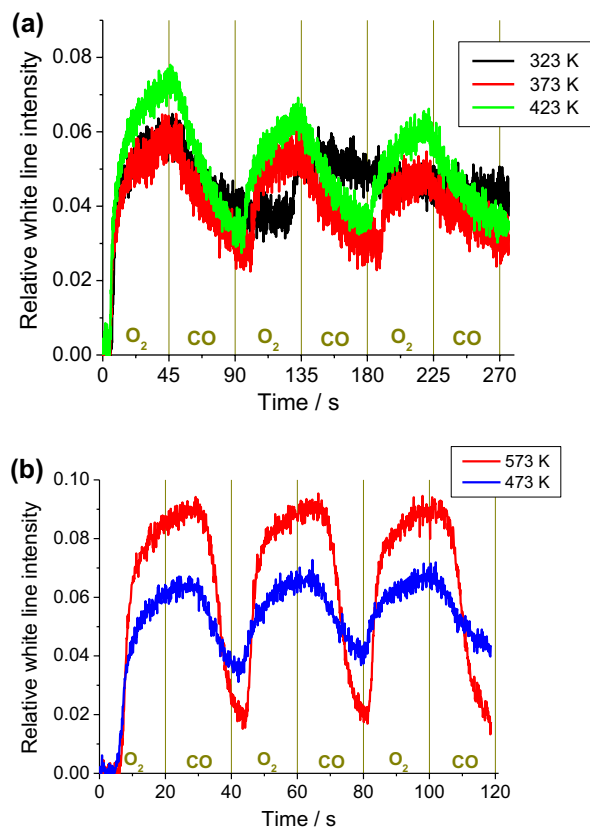 (a)
0.08
0.06
0.04
0.02
0.00
Relative white line intensity
323 K
373 K
423 K
O₂ CO O₂ CO O₂ CO
0 45 90 135 180 225 270
Time / s
(b)
0.10
0.08
0.06
0.04
0.02
0.00
Relative white line intensity
573 K
473 K
O₂ CO O₂ CO O₂ CO
0 20 40 60 80 100 120
Time / s